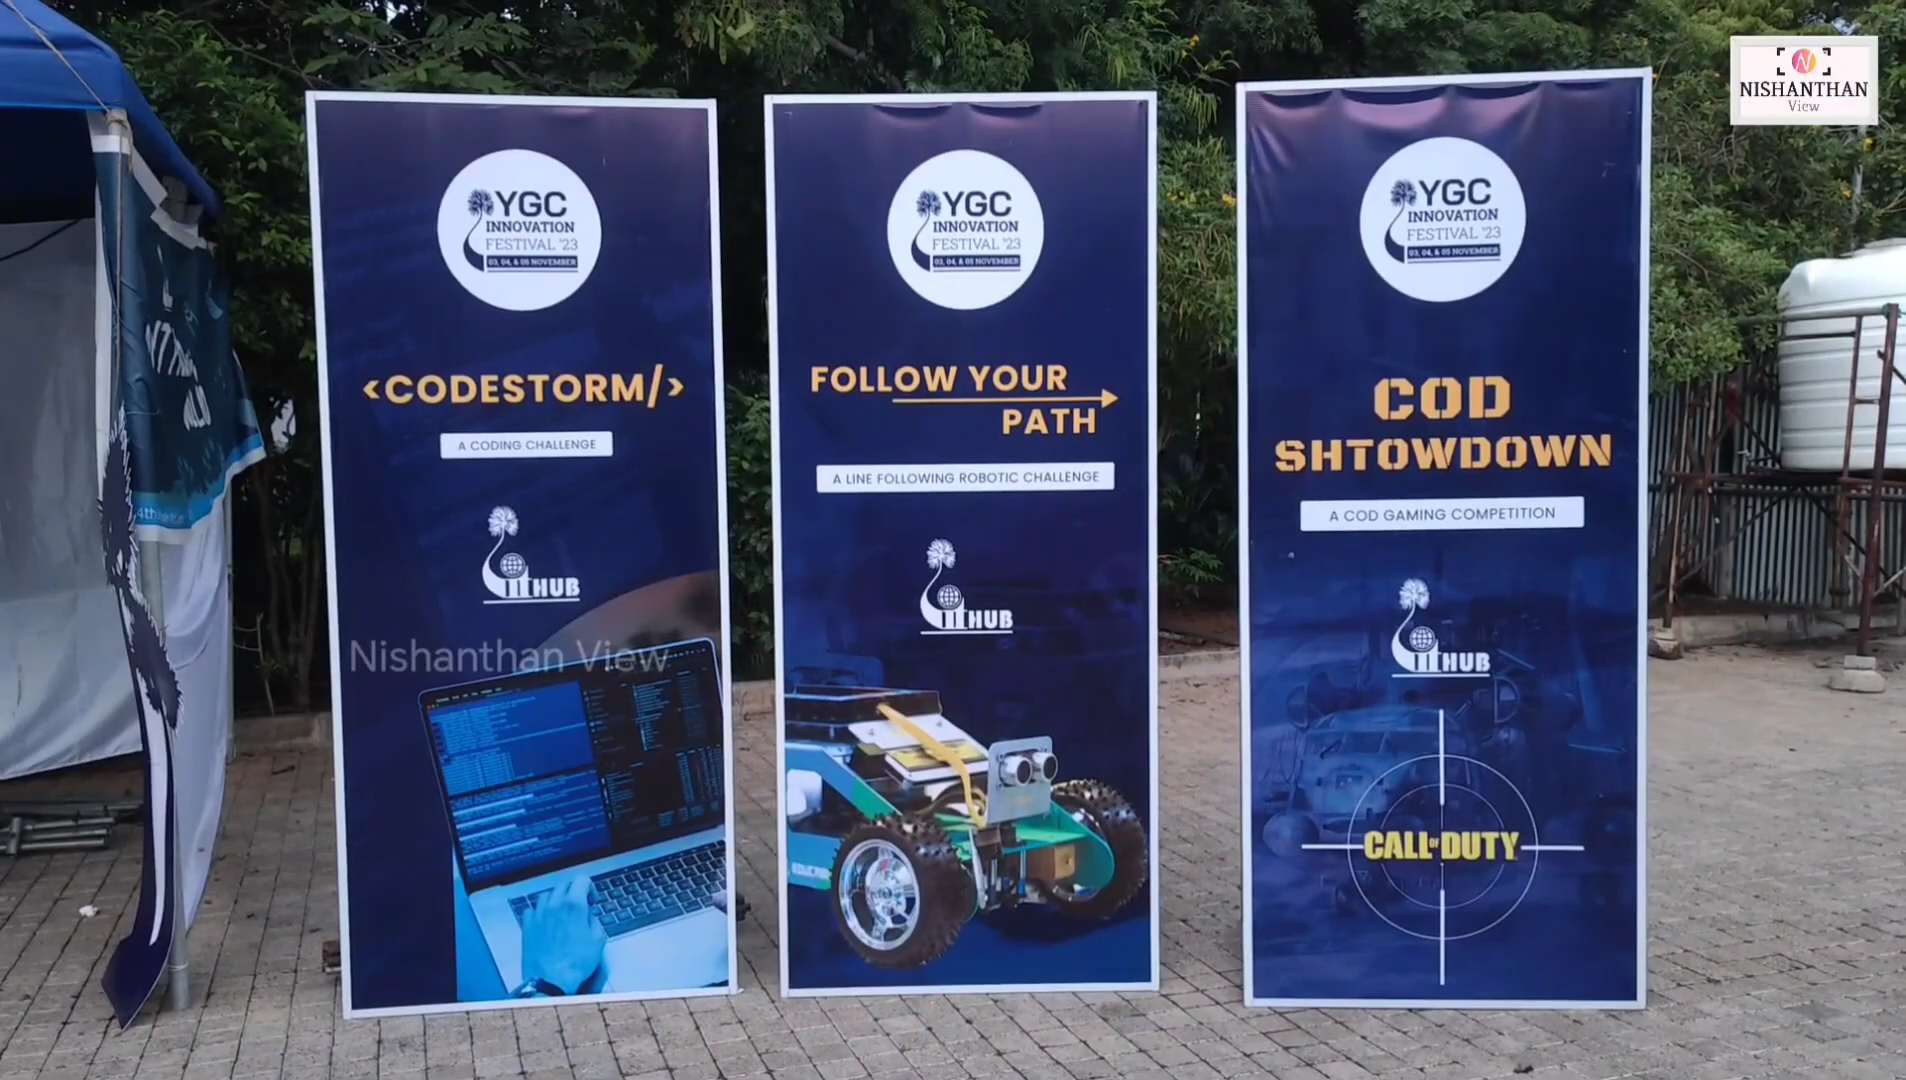 NISHANTHAN
View
YGC
INNOVATION
FESTIVAL '23
03, 04, & 05 NOVEMBER
<CODESTORM/>
A CODING CHALLENGE
HUB
Nishanthan View
YGC
INNOVATION
FESTIVAL '23
03, 04, & 05 NOVEMBER
FOLLOW YOUR
PATH
A LINE FOLLOWING ROBOTIC CHALLENGE
HUB
YGC
INNOVATION
FESTIVAL '23
03, 04, & 05 NOVEMBER
COD
SHTOWDOWN
A COD GAMING COMPETITION
HUB
CALL OF DUTY